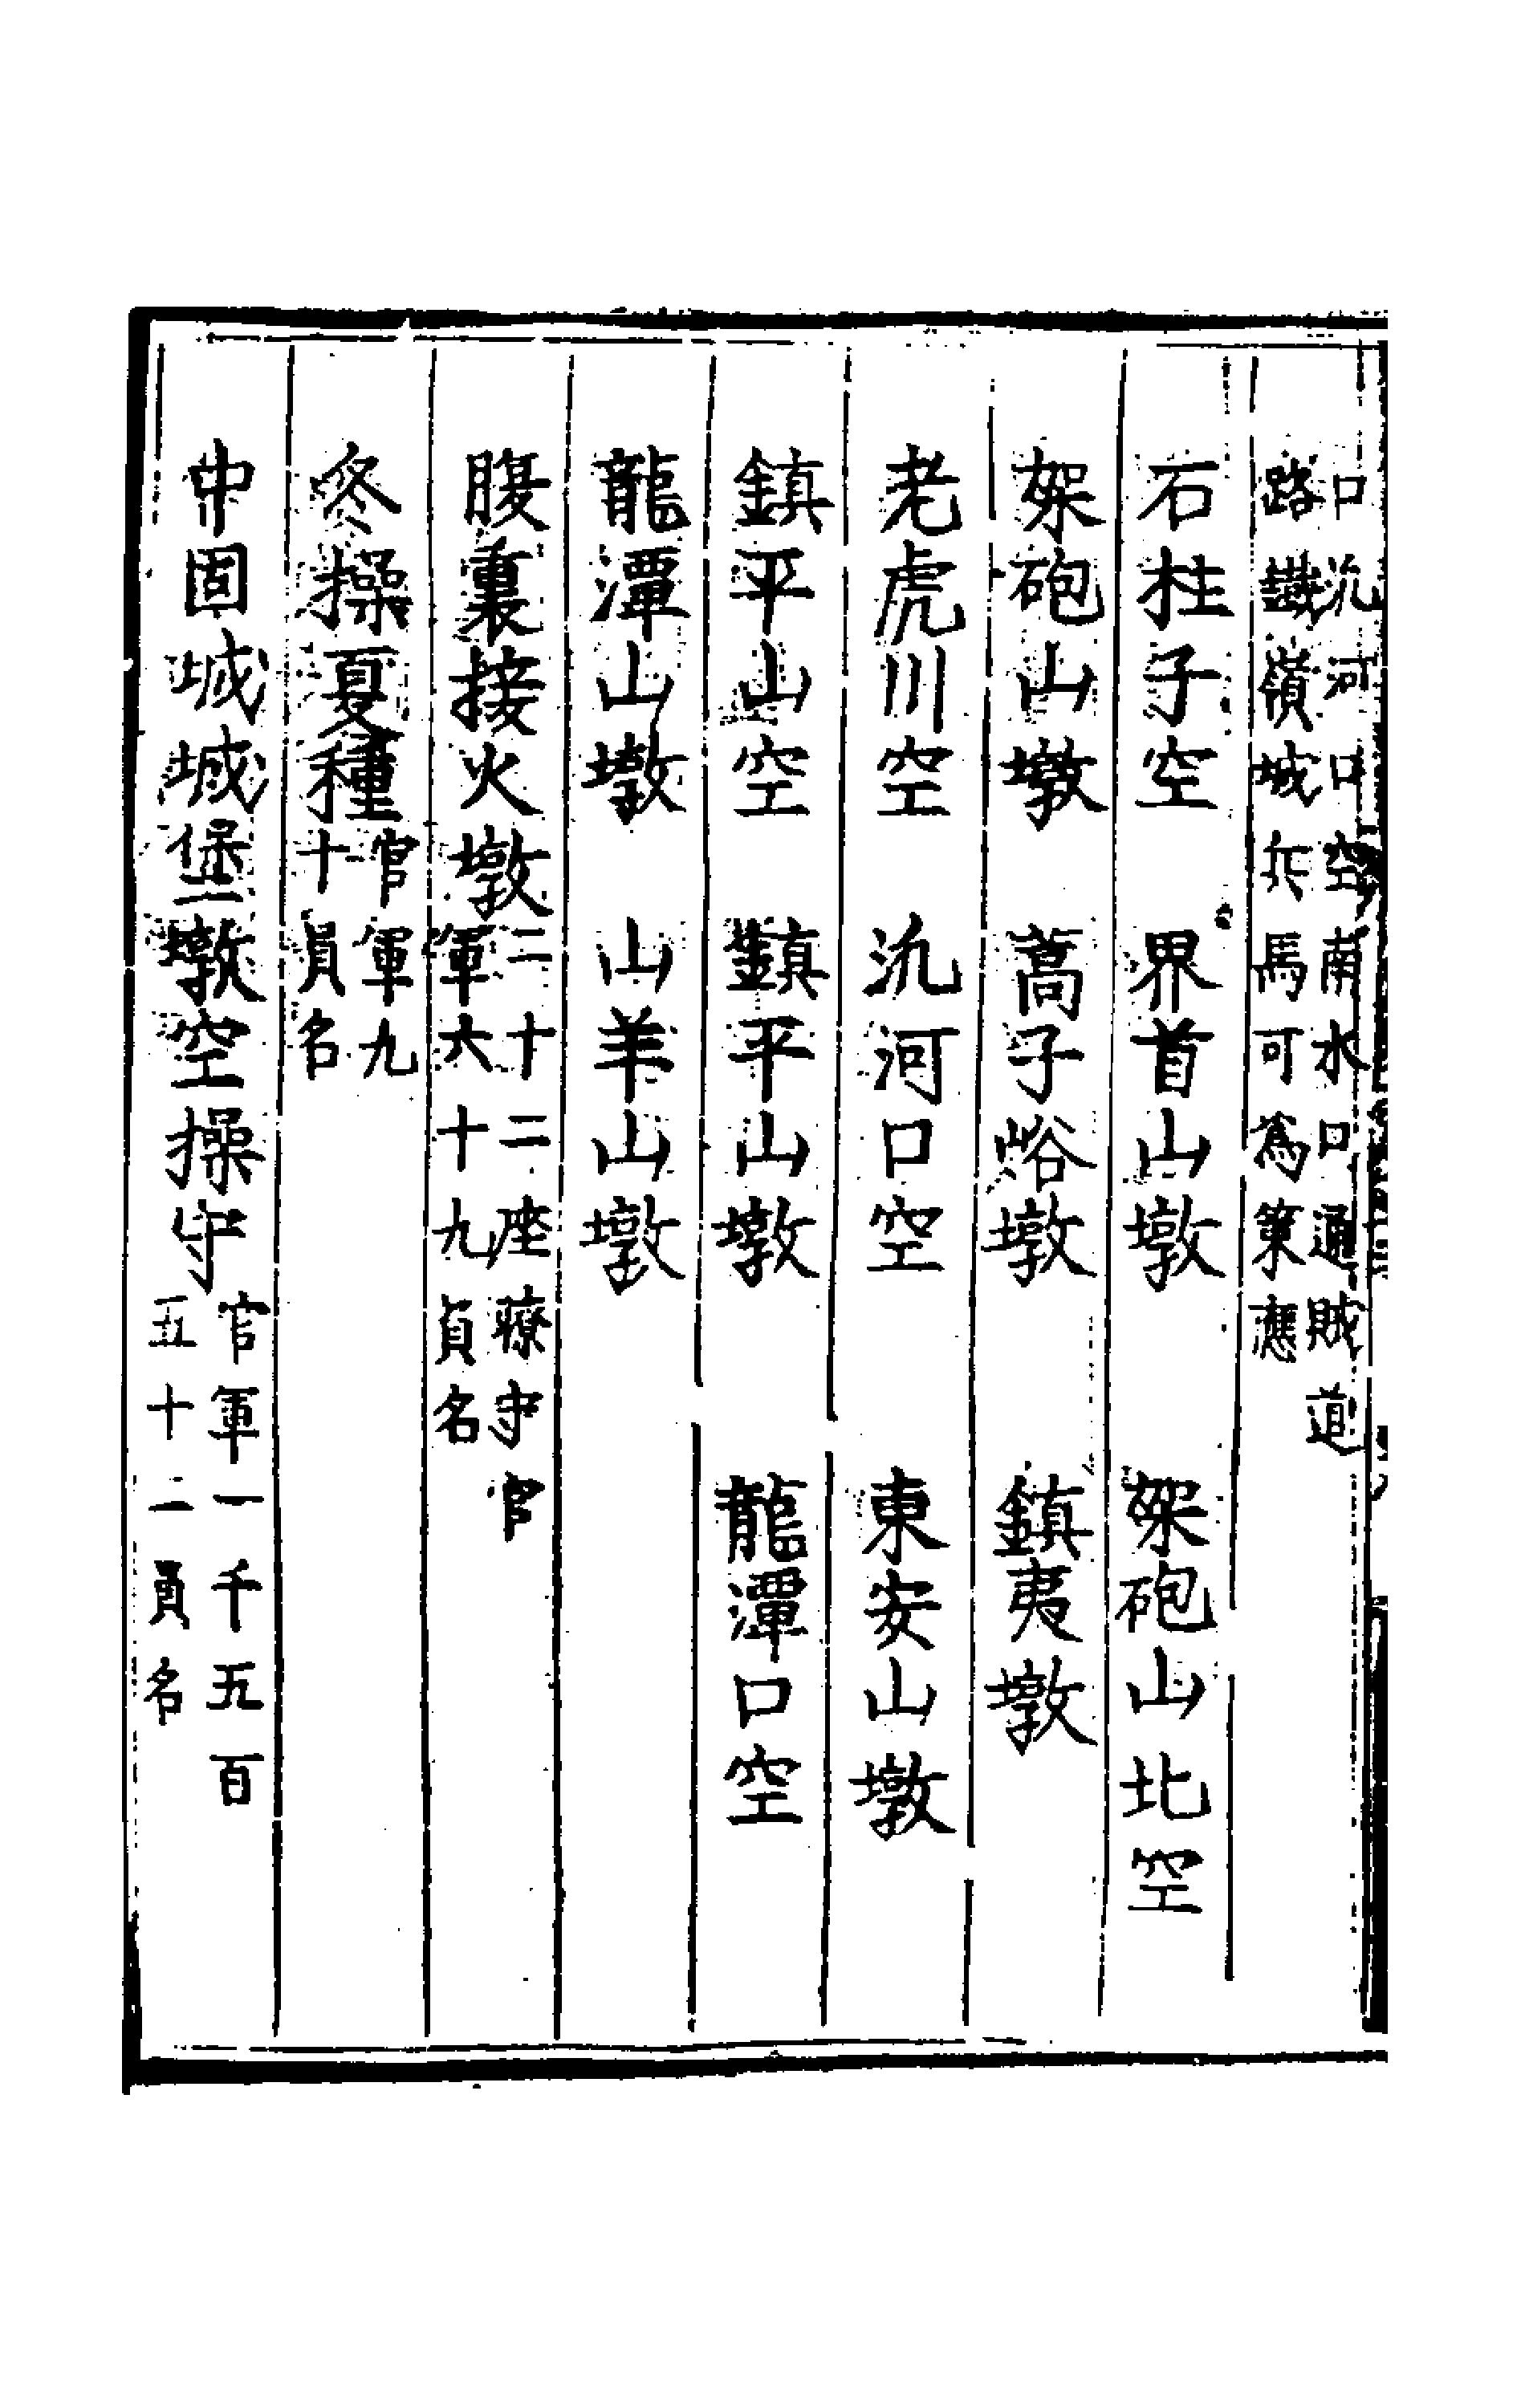 口汎河口空南水口通賊道
路鐵嶺城兵馬可為策應
石柱子空　界首山墩　架砲山北空
架砲山墩　蒿子峪墩　鎮夷墩
老虎川空　汎河口空　東安山墩
鎮平山空　鎮平山墩　龍潭口空
龍潭山墩　山羊山墩
腹裏接火墩二十二座瞭守官
軍六十九員名
冬操夏種官軍九
十員名
中固城城堡墩空操守官軍一千五百
五十二員名